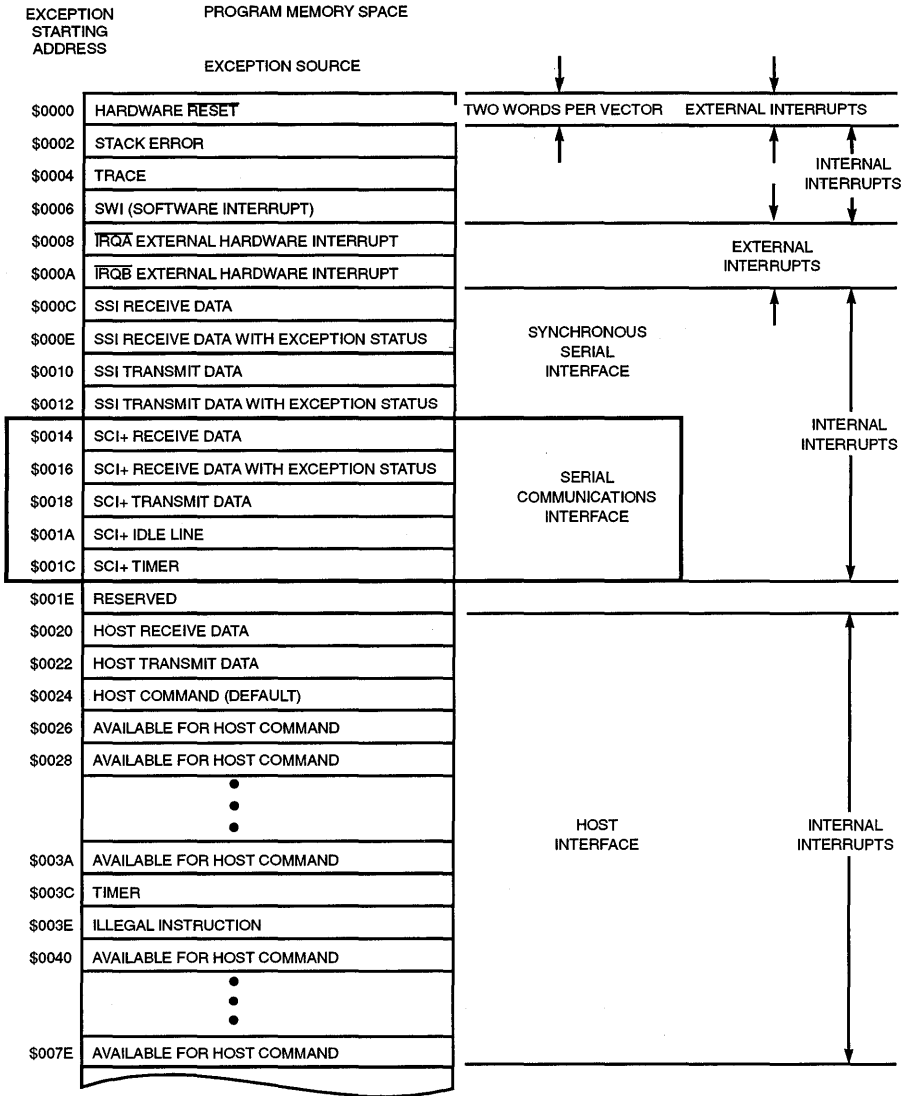 EXCEPTION
STARTING
ADDRESS
PROGRAM MEMORY SPACE
EXCEPTION SOURCE
$0000 HARDWARE RESET
TWO WORDS PER VECTOR
EXTERNAL INTERRUPTS
$0002 STACK ERROR
$0004 TRACE
INTERNAL
INTERRUPTS
$0006 SWI (SOFTWARE INTERRUPT)
$0008 IRQA EXTERNAL HARDWARE INTERRUPT
$000A IRQB EXTERNAL HARDWARE INTERRUPT
EXTERNAL
INTERRUPTS
$000C SSI RECEIVE DATA
$000E SSI RECEIVE DATA WITH EXCEPTION STATUS
$0010 SSI TRANSMIT DATA
$0012 SSI TRANSMIT DATA WITH EXCEPTION STATUS
SYNCHRONOUS
SERIAL
INTERFACE
$0014 SCI+ RECEIVE DATA
$0016 SCI+ RECEIVE DATA WITH EXCEPTION STATUS
$0018 SCI+ TRANSMIT DATA
$001A SCI+ IDLE LINE
$001C SCI+ TIMER
SERIAL
COMMUNICATIONS
INTERFACE
INTERNAL
INTERRUPTS
$001E RESERVED
$0020 HOST RECEIVE DATA
$0022 HOST TRANSMIT DATA
$0024 HOST COMMAND (DEFAULT)
$0026 AVAILABLE FOR HOST COMMAND
$0028 AVAILABLE FOR HOST COMMAND
HOST
INTERFACE
INTERNAL
INTERRUPTS
$003A AVAILABLE FOR HOST COMMAND
$003C TIMER
$003E ILLEGAL INSTRUCTION
$0040 AVAILABLE FOR HOST COMMAND
$007E AVAILABLE FOR HOST COMMAND